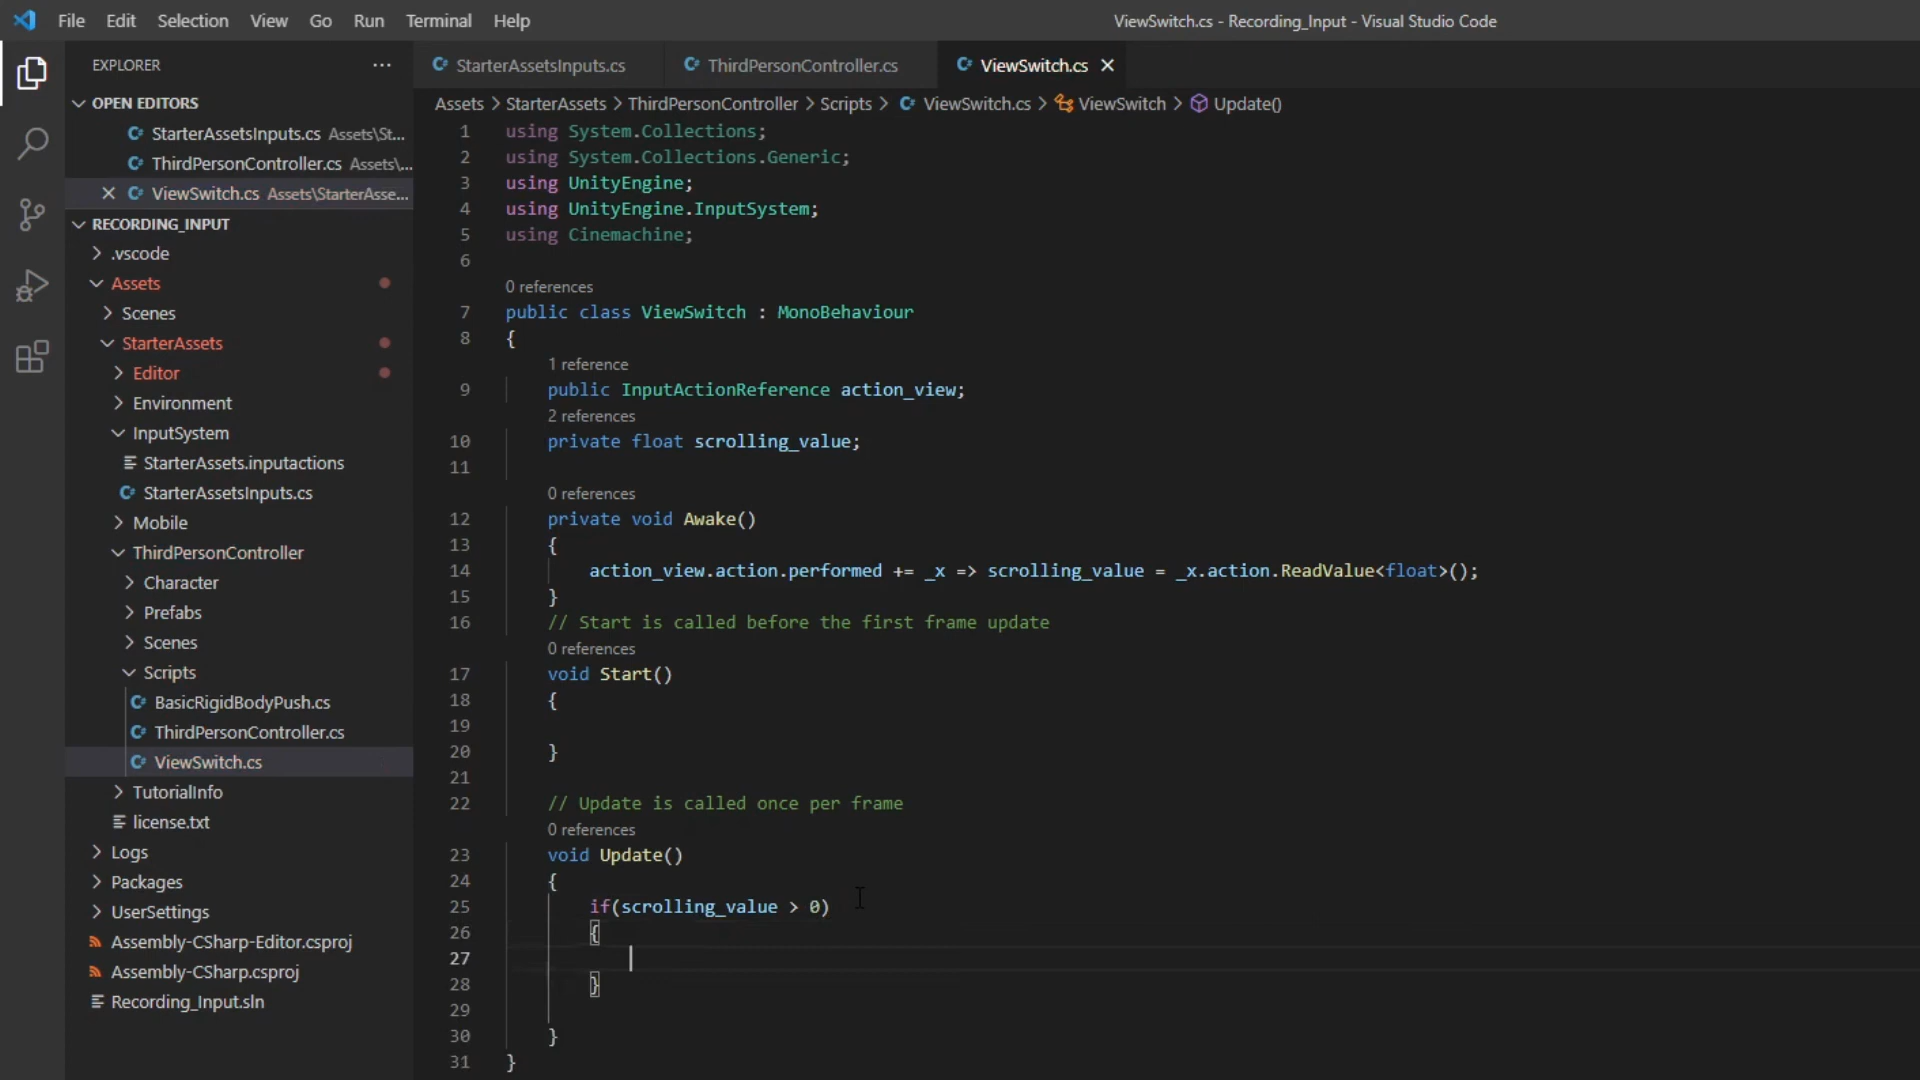 File Edit Selection View Go Run Terminal Help
ViewSwitch.cs - Recording_Input - Visual Studio Code
EXPLORER ...
OPEN EDITORS
StarterAssetsInputs.cs Assets\St...
ThirdPersonController.cs Assets\...
ViewSwitch.cs Assets\StarterAsse...
RECORDING_INPUT
.vscode
Assets
Scenes
StarterAssets
Editor
Environment
InputSystem
StarterAssets.inputactions
StarterAssetsInputs.cs
Mobile
ThirdPersonController
Character
Prefabs
Scenes
Scripts
BasicRigidBodyPush.cs
ThirdPersonController.cs
ViewSwitch.cs
TutorialInfo
license.txt
Logs
Packages
UserSettings
Assembly-CSharp-Editor.csproj
Assembly-CSharp.csproj
Recording_Input.sln
StarterAssetsInputs.cs ThirdPersonController.cs ViewSwitch.cs
Assets > StarterAssets > ThirdPersonController > Scripts > ViewSwitch.cs > ViewSwitch > Update()
1 using System.Collections;
2 using System.Collections.Generic;
3 using UnityEngine;
4 using UnityEngine.InputSystem;
5 using Cinemachine;
6
0 references
7 public class ViewSwitch : MonoBehaviour
8 {
1 reference
9 public InputActionReference action_view;
2 references
10 private float scrolling_value;
11
0 references
12 private void Awake()
13 {
14 action_view.action.performed += _x => scrolling_value = _x.action.ReadValue<float>();
15 }
16 // Start is called before the first frame update
0 references
17 void Start()
18 {
19
20 }
21
22 // Update is called once per frame
0 references
23 void Update()
24 {
25 if(scrolling_value > 0)
26 {
27
28 }
29
30 }
31 }